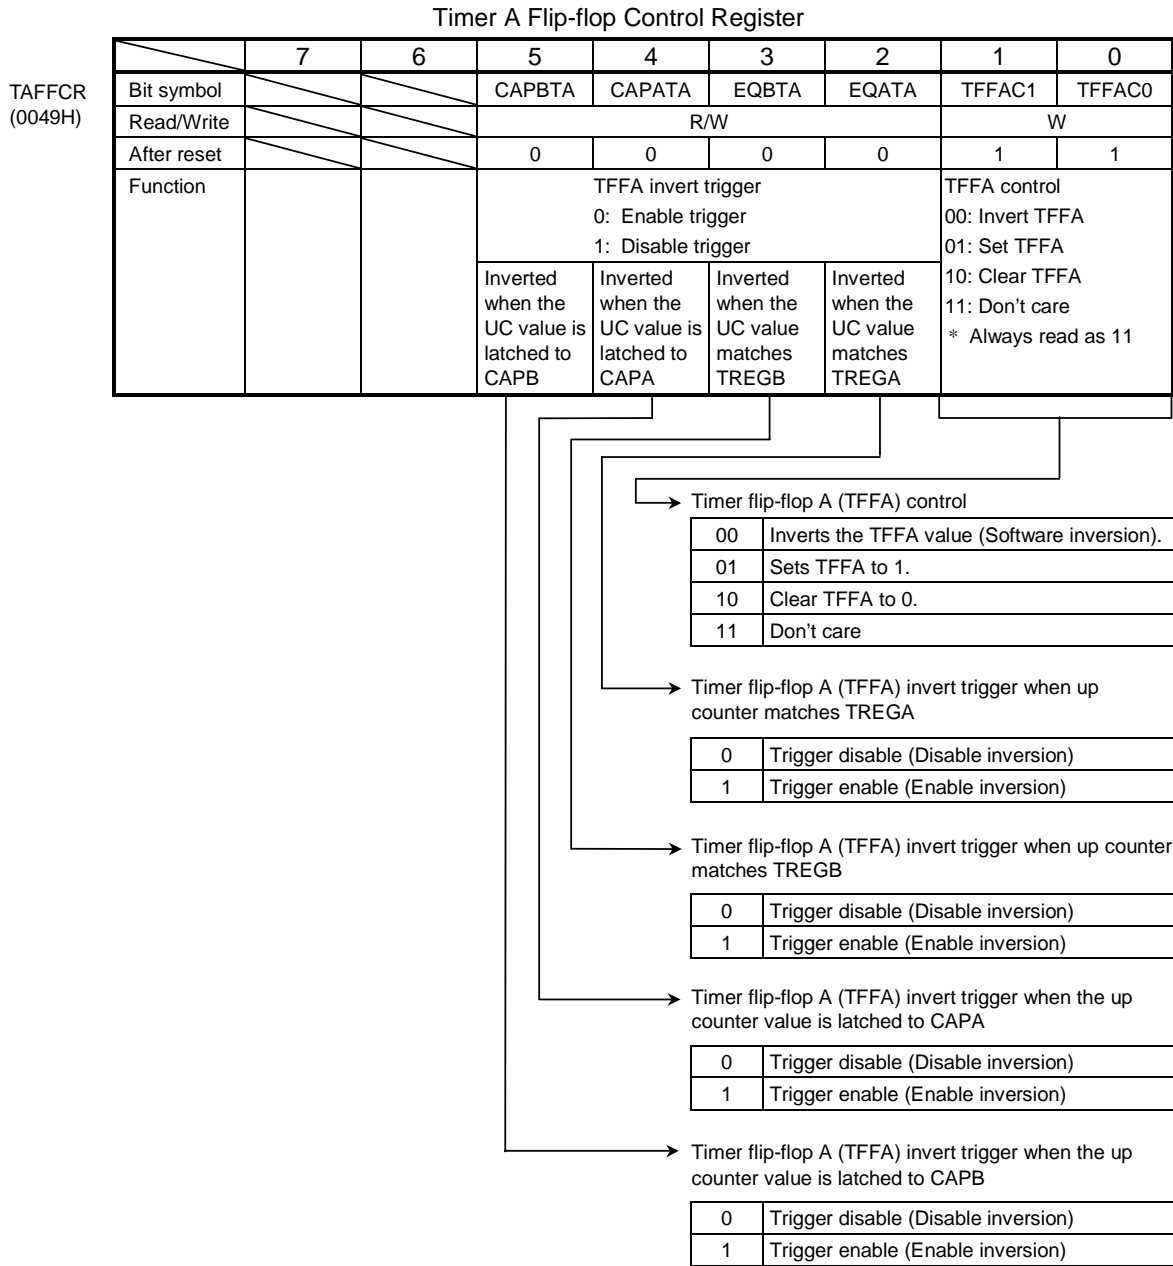 Timer A Flip-flop Control Register
7 6 5 4 3 2 1 0
TAFFCR
(0049H)
Bit symbol CAPBTA CAPATA EQBTA EQATA TFFAC1 TFFAC0
Read/Write R/W W
After reset 0 0 0 0 1 1
Function
TFFA invert trigger
0: Enable trigger
1: Disable trigger
Inverted
when the
UC value is
latched to
CAPB
Inverted
when the
UC value is
latched to
CAPA
Inverted
when the
UC value
matches
TREGB
Inverted
when the
UC value
matches
TREGA
TFFA control
00: Invert TFFA
01: Set TFFA
10: Clear TFFA
11: Don't care
* Always read as 11
Timer flip-flop A (TFFA) control
00 Inverts the TFFA value (Software inversion).
01 Sets TFFA to 1.
10 Clear TFFA to 0.
11 Don't care
Timer flip-flop A (TFFA) invert trigger when up
counter matches TREGA
0 Trigger disable (Disable inversion)
1 Trigger enable (Enable inversion)
Timer flip-flop A (TFFA) invert trigger when up counter
matches TREGB
0 Trigger disable (Disable inversion)
1 Trigger enable (Enable inversion)
Timer flip-flop A (TFFA) invert trigger when the up
counter value is latched to CAPA
0 Trigger disable (Disable inversion)
1 Trigger enable (Enable inversion)
Timer flip-flop A (TFFA) invert trigger when the up
counter value is latched to CAPB
0 Trigger disable (Disable inversion)
1 Trigger enable (Enable inversion)